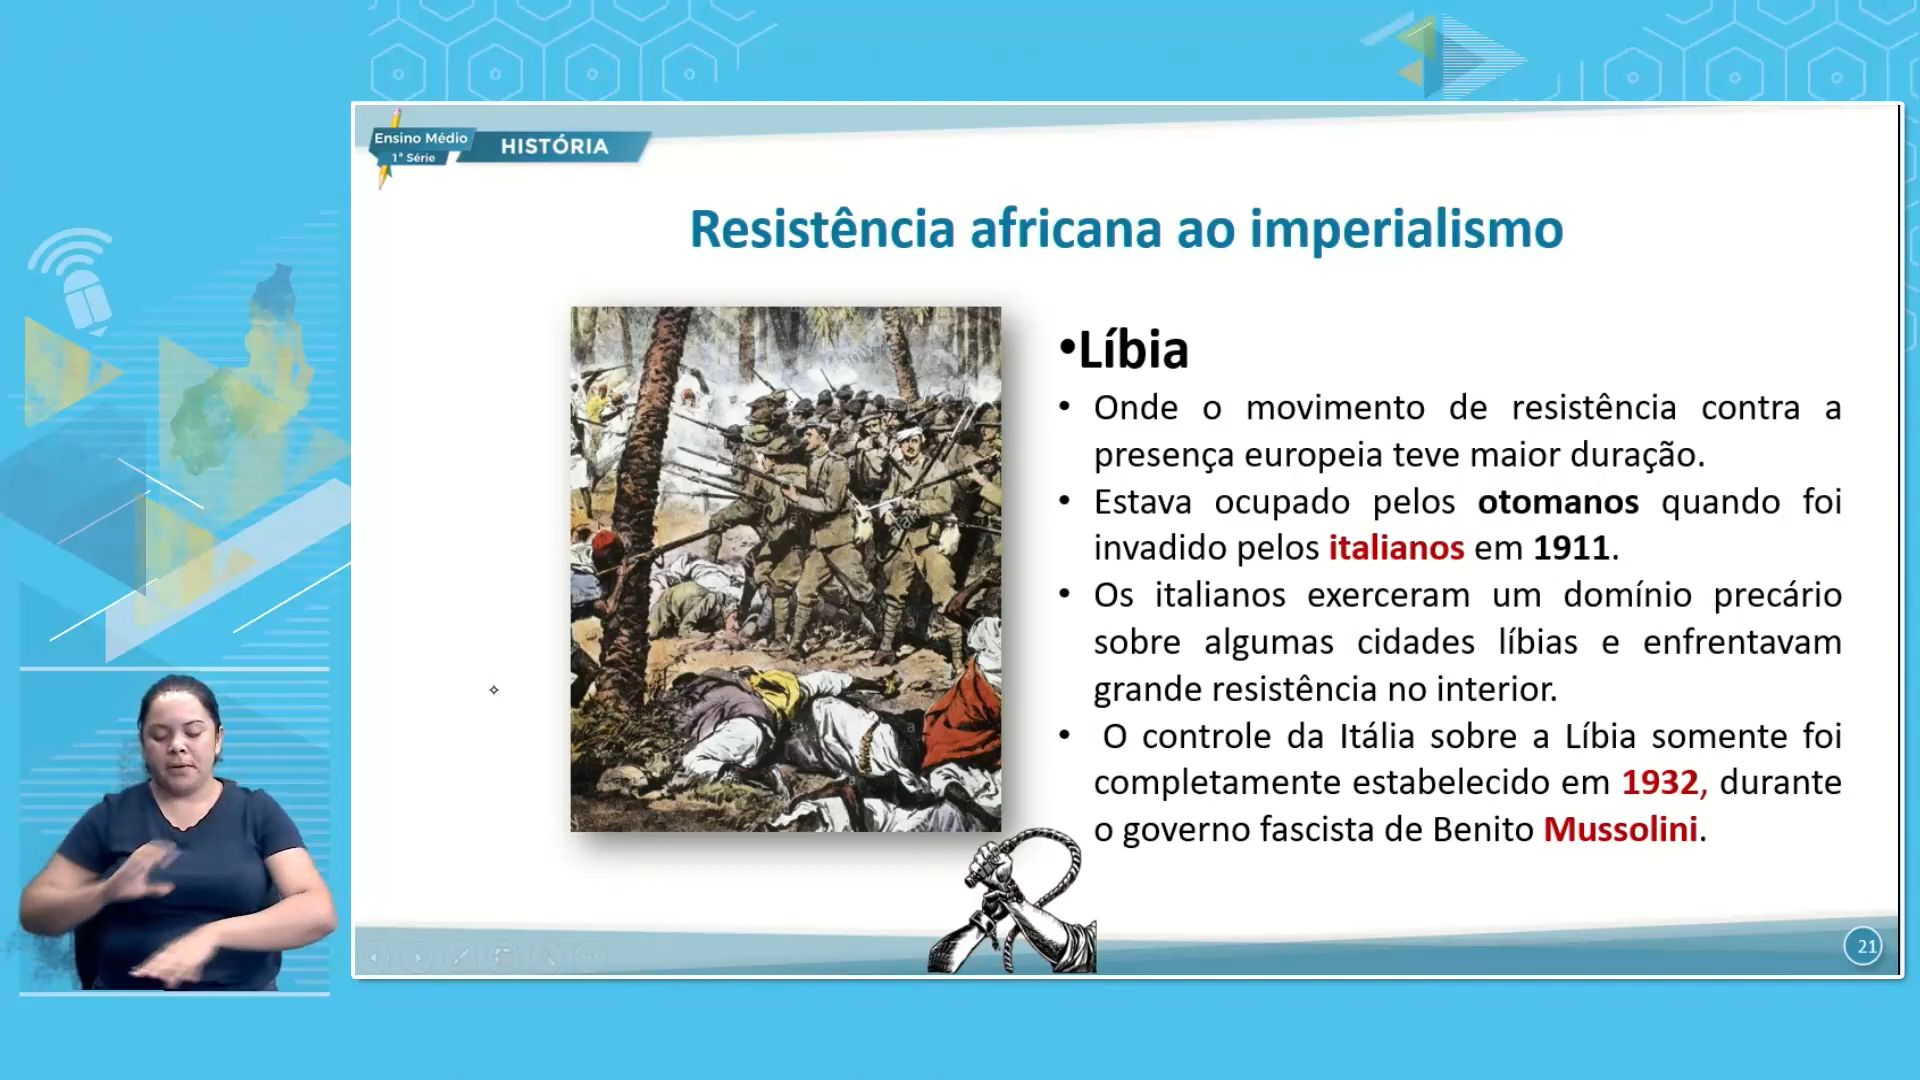 Ensino Médio
1ª Série
HISTÓRIA
Resistência africana ao imperialismo
•Líbia
• Onde o movimento de resistência contra a
presença europeia teve maior duração.
• Estava ocupado pelos otomanos quando foi
invadido pelos italianos em 1911.
• Os italianos exerceram um domínio precário
sobre algumas cidades líbias e enfrentavam
grande resistência no interior.
• O controle da Itália sobre a Líbia somente foi
completamente estabelecido em 1932, durante
o governo fascista de Benito Mussolini.
21